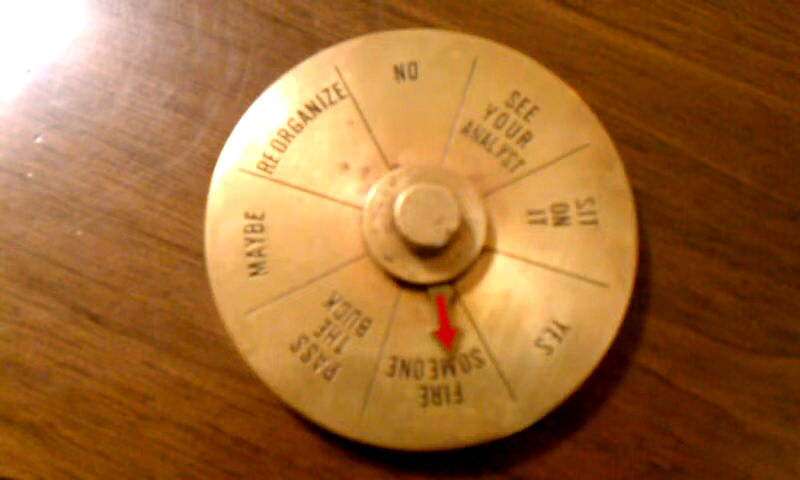 NO
SEE
YOUR
ANALYST
SIT
ON
IT
YES
FIRE
SOMEONE
PASS
THE
BUCK
MAYBE
REORGANIZE